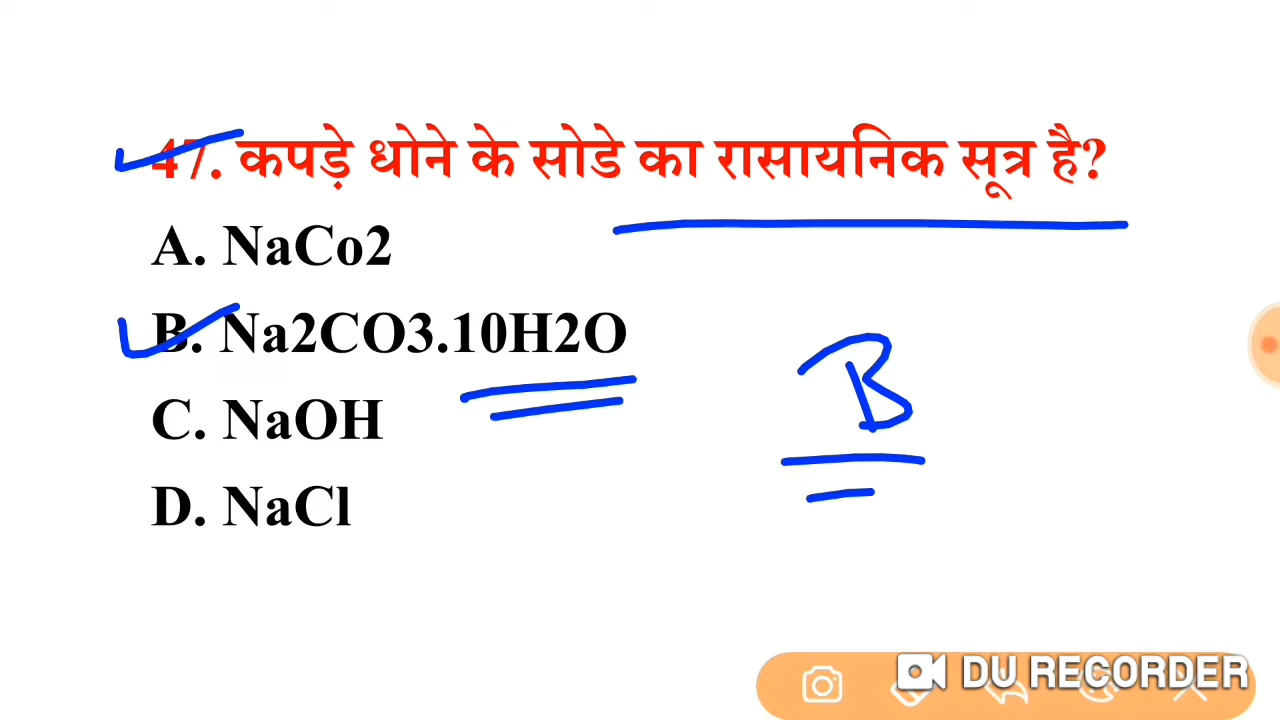 47. कपड़े धोने के सोडे का रासायनिक सूत्र है?
A. NaCo2
B. Na2CO3.10H2O
B
C. NaOH
D. NaCl
DU RECORDER